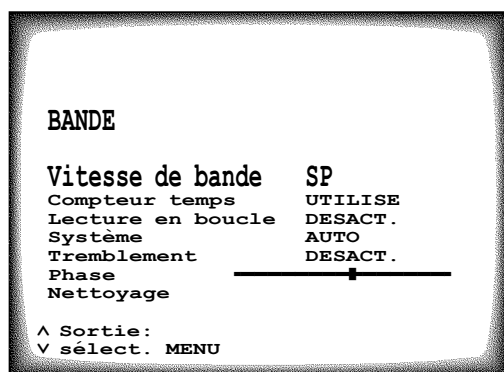 BANDE
Vitesse de bande SP
Compteur temps UTILISE
Lecture en boucle DESACT.
Système AUTO
Tremblement DESACT.
Phase
Nettoyage
∧ Sortie:
∨ sélect. MENU